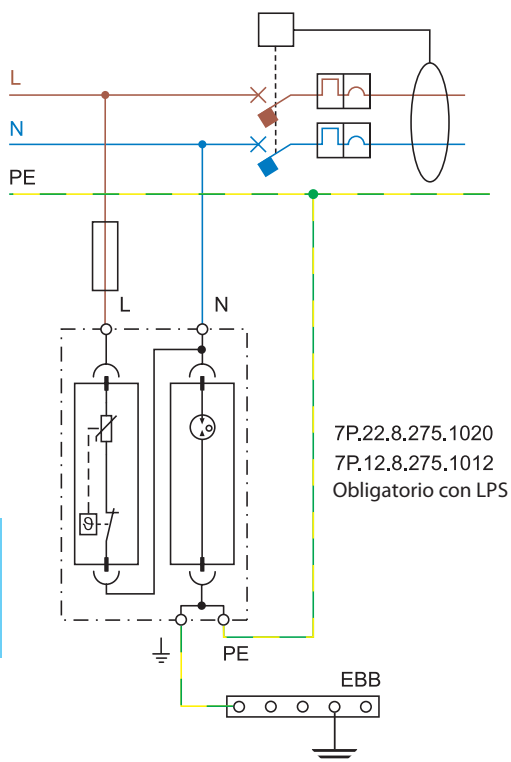 L
N
PE
L
N
7P.22.8.275.1020
7P.12.8.275.1012
Obligatorio con LPS
ϑ
PE
EBB